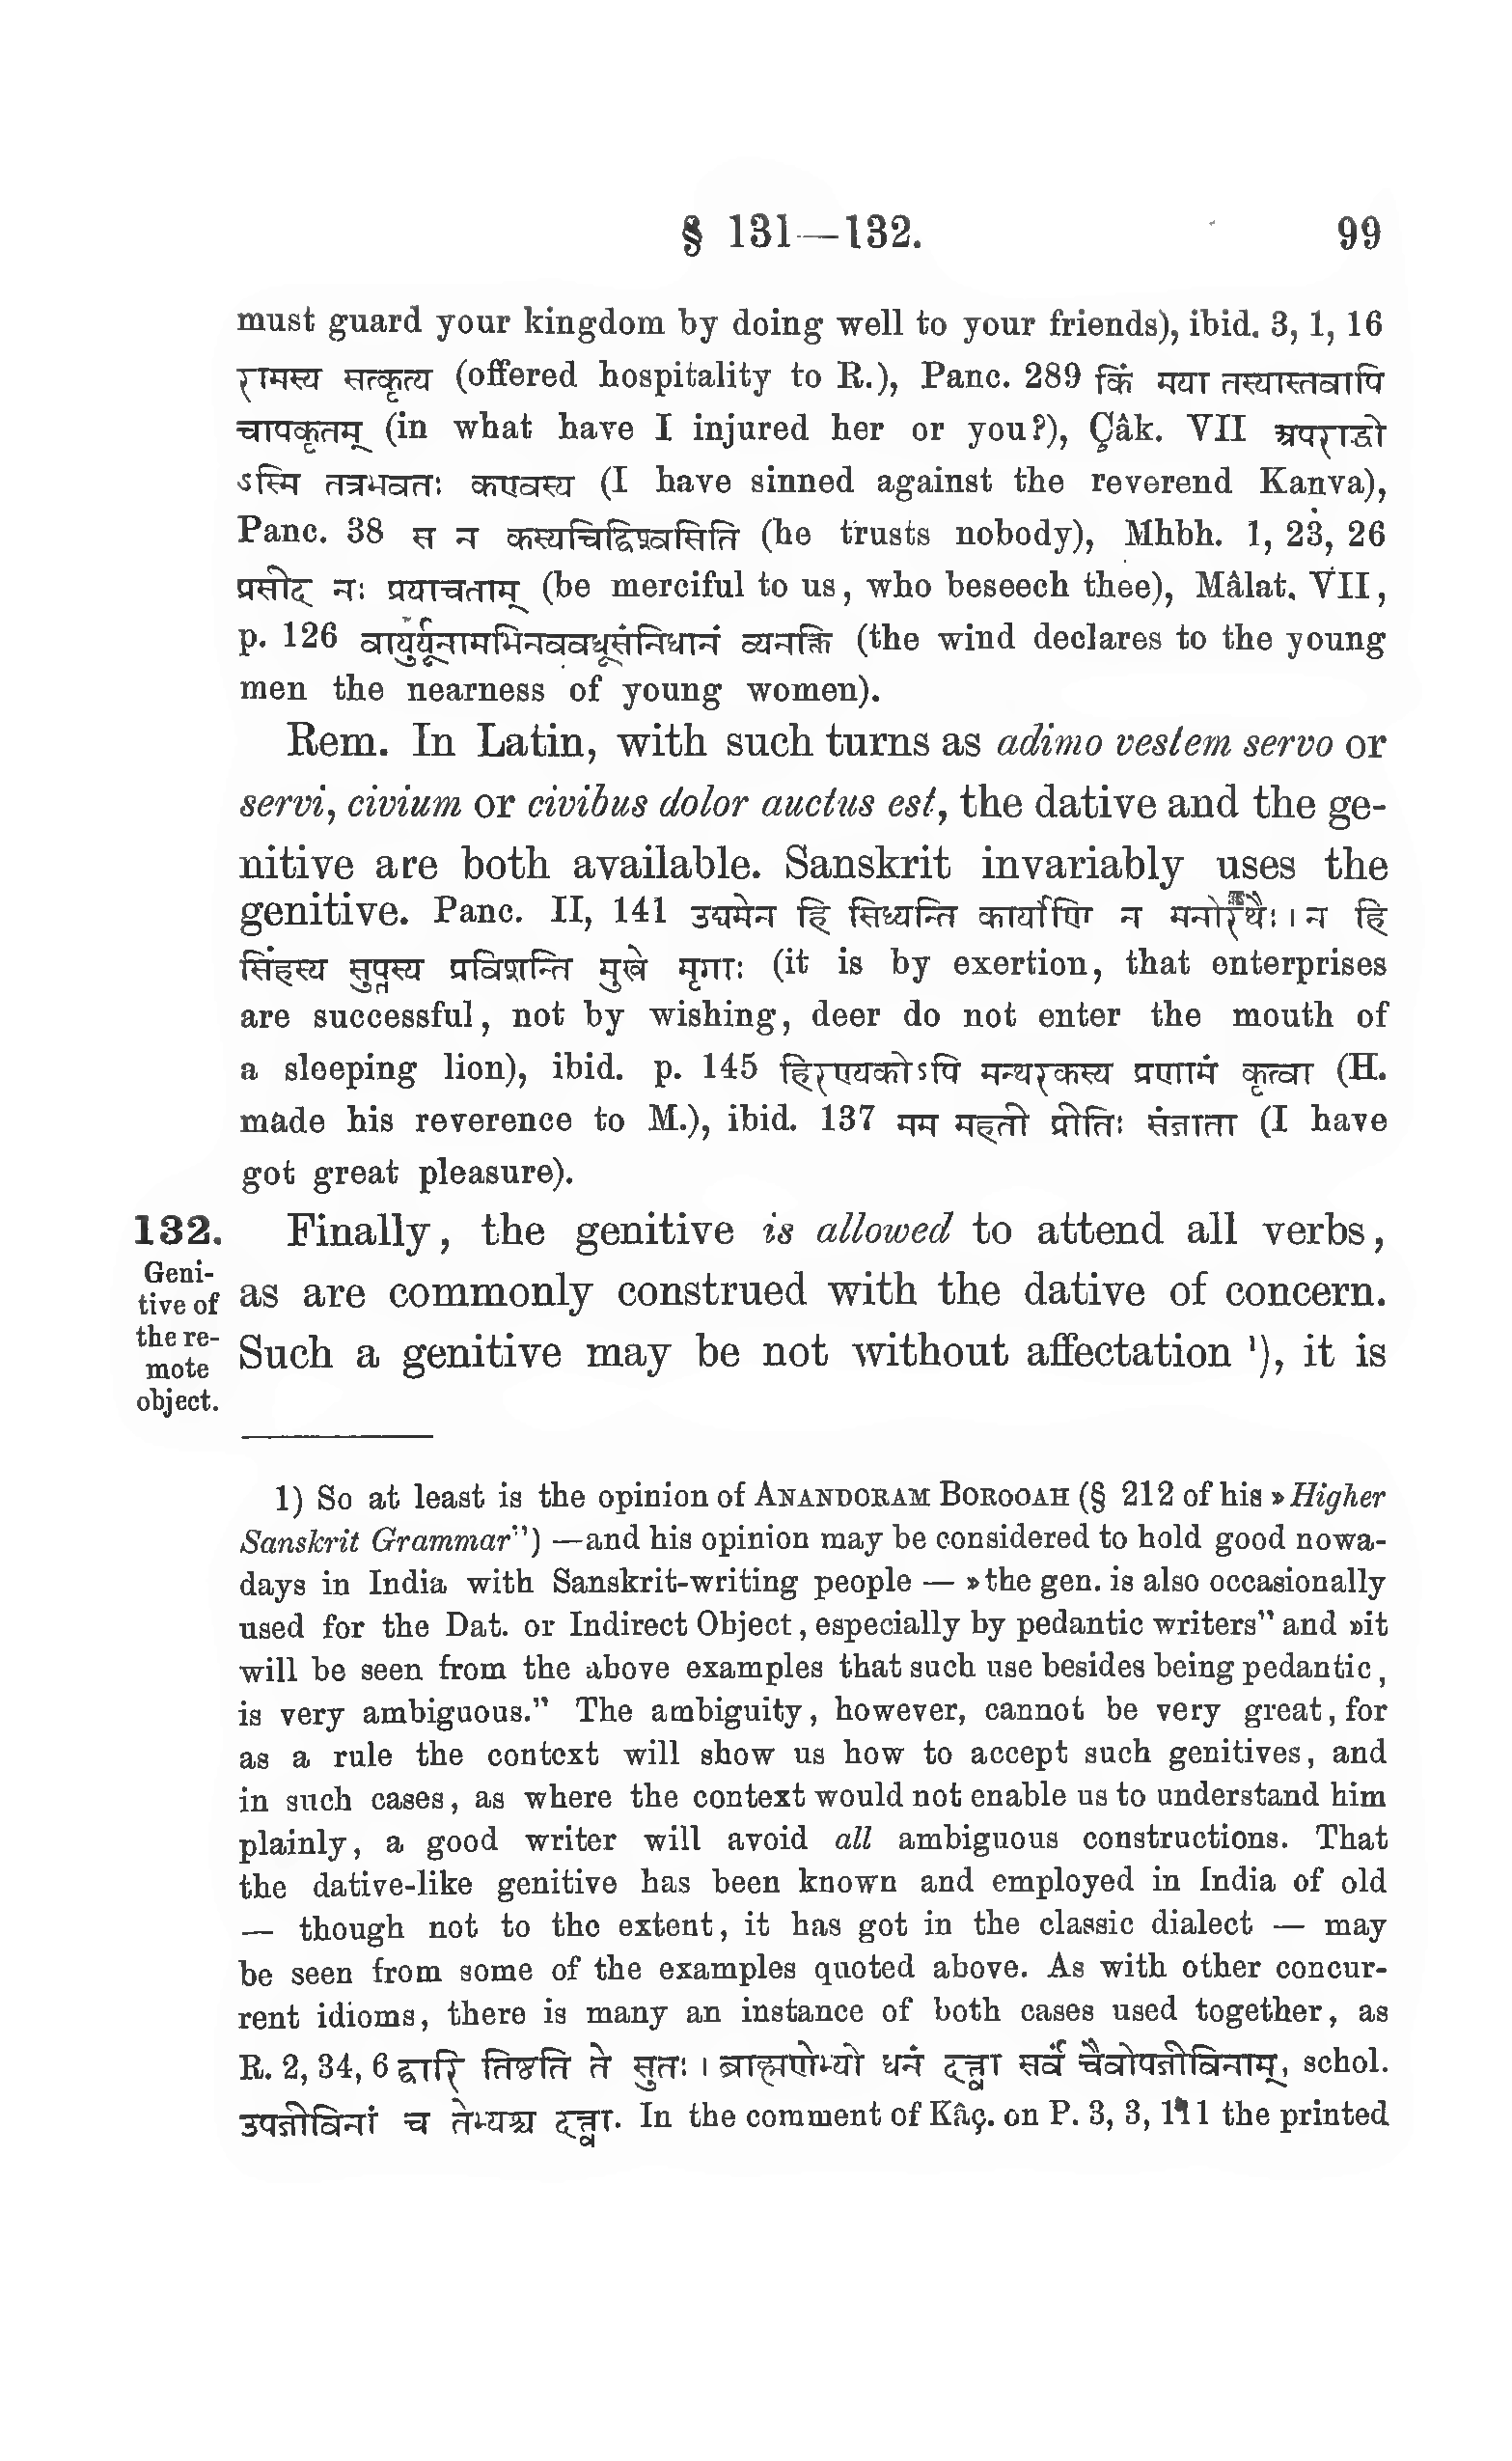 § 131—132. 99
must guard your kingdom by doing well to your friends), ibid. 3, 1, 16
रामस्य सत्कृत्य (offered hospitality to R.), Panc. 289 किं मया तस्यास्तवापि
चापकृतम् (in what have I injured her or you?), Çâk. VII अपराद्धो
ऽस्मि तत्रभवतः कण्वस्य (I have sinned against the reverend Kaṇva),
Panc. 38 स न कस्यचिद्विश्वसिति (he trusts nobody), Mhbh. 1, 23, 26
प्रसीद नः प्रयाचताम् (be merciful to us, who beseech thee), Mâlat. VII,
p. 126 वायुर्यूनामभिनववधूसंनिधानं व्यनक्ति (the wind declares to the young
men the nearness of young women).
Rem. In Latin, with such turns as adimo vestem servo or
servi, civium or civibus dolor auctus est, the dative and the ge-
nitive are both available. Sanskrit invariably uses the
genitive. Panc. II, 141 उद्यमेन हि सिध्यन्ति कार्याणि न मनोरथैः । न हि
सिंहस्य सुप्तस्य प्रविशन्ति मुखे मृगाः (it is by exertion, that enterprises
are successful, not by wishing, deer do not enter the mouth of
a sleeping lion), ibid. p. 145 हिरण्यकोऽपि मन्थरकस्य प्रणामं कृत्वा (H.
made his reverence to M.), ibid. 137 मम महती प्रीतिः संजाता (I have
got great pleasure).
132. Finally, the genitive is allowed to attend all verbs,
Geni-
tive of
the re-
mote
object.
as are commonly construed with the dative of concern.
Such a genitive may be not without affectation ¹), it is
1) So at least is the opinion of Anandoram Borooah (§ 212 of his »Higher
Sanskrit Grammar") —and his opinion may be considered to hold good nowa-
days in India with Sanskrit-writing people — »the gen. is also occasionally
used for the Dat. or Indirect Object, especially by pedantic writers" and »it
will be seen from the above examples that such use besides being pedantic,
is very ambiguous." The ambiguity, however, cannot be very great, for
as a rule the context will show us how to accept such genitives, and
in such cases, as where the context would not enable us to understand him
plainly, a good writer will avoid all ambiguous constructions. That
the dative-like genitive has been known and employed in India of old
— though not to the extent, it has got in the classic dialect — may
be seen from some of the examples quoted above. As with other concur-
rent idioms, there is many an instance of both cases used together, as
R. 2, 34, 6 द्वारि तिष्ठति ते सुतः । ब्राह्मणेभ्यो धनं दत्त्वा सर्वं चैवोपजीविनाम्, schol.
उपजीविनां च तेभ्यश्च दत्त्वा. In the comment of Kâç. on P. 3, 3, 111 the printed